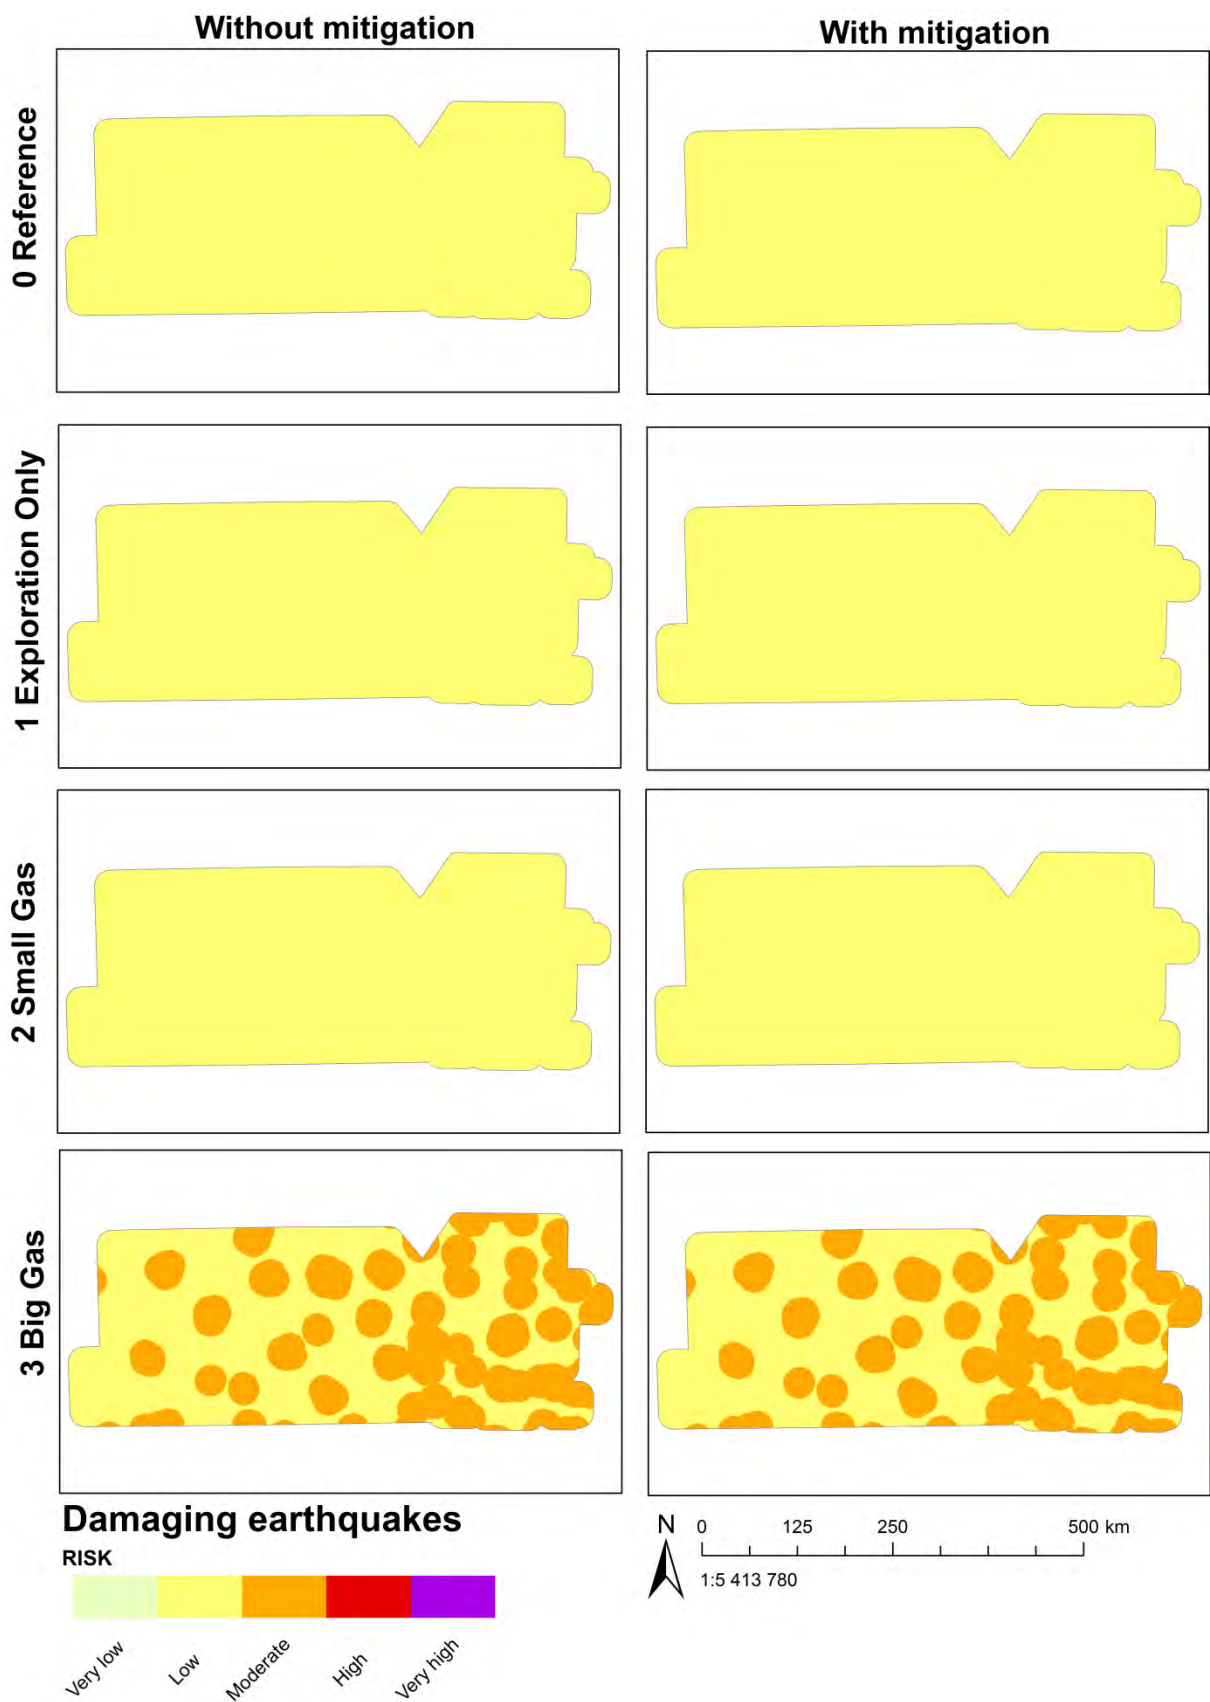 Without mitigation
With mitigation
0 Reference
1 Exploration Only
2 Small Gas
3 Big Gas
Damaging earthquakes
RISK
Very low
Low
Moderate
High
Very high
N
0 125 250 500 km
1:5 413 780